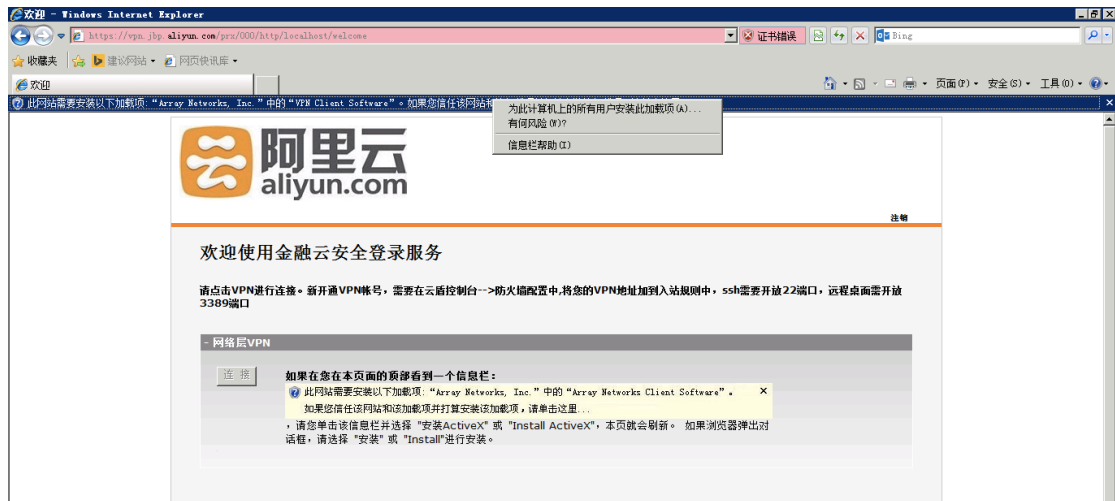 欢迎 - Windows Internet Explorer
https://vpn.jbp.aliyun.com/prx/000/http/localhost/welcome
证书错误
Bing
收藏夹
建议网站
网页快讯库
欢迎
页面(P)
安全(S)
工具(O)
此网站需要安装以下加载项: “Array Networks, Inc.”中的“VPN Client Software”。如果您信任该网站和
为此计算机上的所有用户安装此加载项(A)...
有何风险(W)?
信息栏帮助(I)
阿里云
aliyun.com
注销
欢迎使用金融云安全登录服务
请点击VPN进行连接。新开通VPN帐号，需要在云盾控制台-->防火墙配置中,将您的VPN地址加到入站规则中，ssh需要开放22端口，远程桌面需开放
3389端口
- 网络层VPN
连 接
如果在您在本页面的顶部看到一个信息栏：
此网站需要安装以下加载项: “Array Networks, Inc.”中的“Array Networks Client Software”.
如果您信任该网站和该加载项并打算安装该加载项，请单击这里...
，请您单击该信息栏并选择 "安装ActiveX" 或 "Install ActiveX"，本页就会刷新。 如果浏览器弹出对
话框，请选择 "安装" 或 "Install"进行安装。